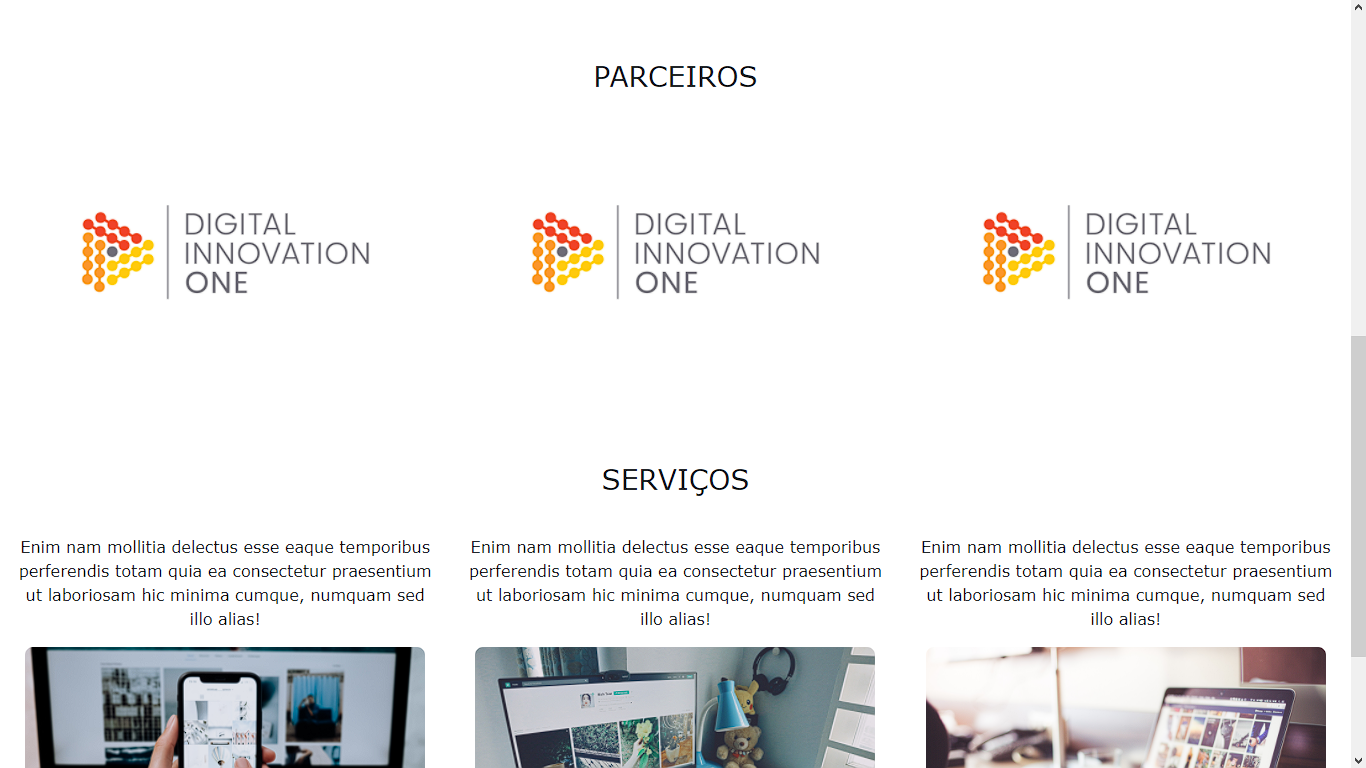 PARCEIROS
DIGITAL
INNOVATION
ONE
DIGITAL
INNOVATION
ONE
DIGITAL
INNOVATION
ONE
SERVIÇOS
Enim nam mollitia delectus esse eaque temporibus
perferendis totam quia ea consectetur praesentium
ut laboriosam hic minima cumque, numquam sed
illo alias!
Enim nam mollitia delectus esse eaque temporibus
perferendis totam quia ea consectetur praesentium
ut laboriosam hic minima cumque, numquam sed
illo alias!
Enim nam mollitia delectus esse eaque temporibus
perferendis totam quia ea consectetur praesentium
ut laboriosam hic minima cumque, numquam sed
illo alias!